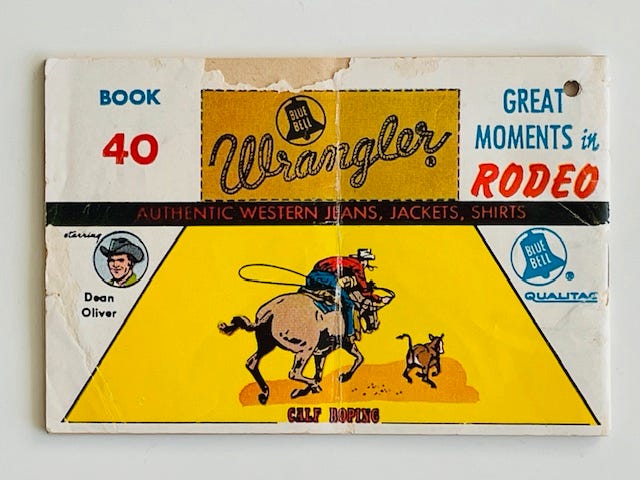 BOOK
40
BLUE
BELL
Wrangler®
GREAT
MOMENTS in
RODEO
AUTHENTIC WESTERN JEANS, JACKETS, SHIRTS
starring
Dean
Oliver
BLUE
BELL
®
QUALITAG
CALF ROPING